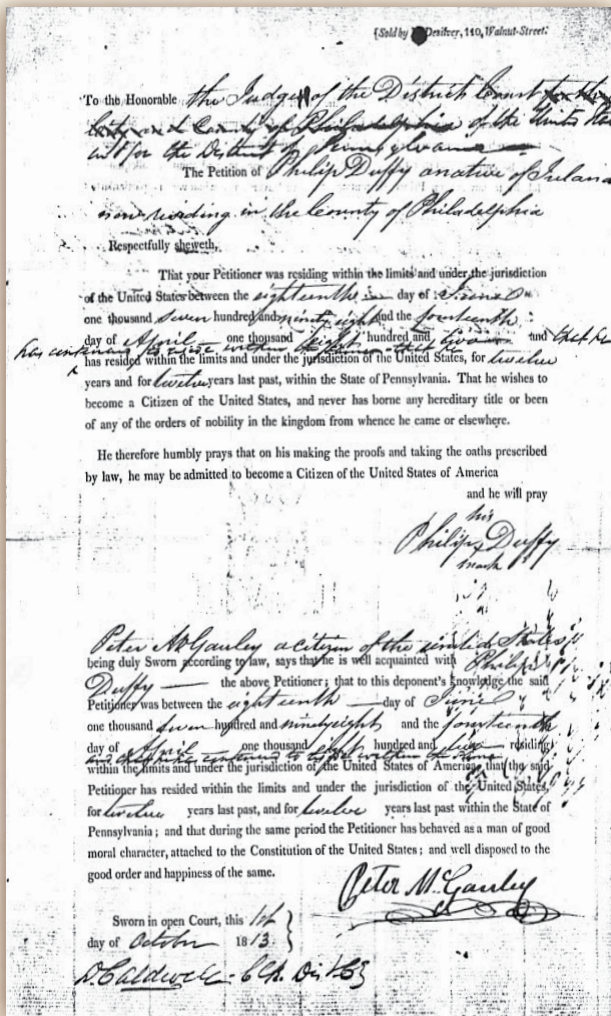 {Sold by Desilver, 110, Walnut-Street.
To the Honorable the Judge of the District Court for the
City and County of Philadelphia of the United Sta
for the District of Pennsylvania
The Petition of Philip Duffy a native of Ireland
now residing in the County of Philadelphia
Respectfully sheweth,
That your Petitioner was residing within the limits and under the jurisdiction
of the United States between the eighteenth day of June
one thousand seven hundred and ninety eight and the fourteenth
day of April one thousand eight hundred and two and that he
has continued to reside within the same
has resided within the limits and under the jurisdiction of the United States, for twelve
years and for twelve years last past, within the State of Pennsylvania. That he wishes to
become a Citizen of the United States, and never has borne any hereditary title or been
of any of the orders of nobility in the kingdom from whence he came or elsewhere.
He therefore humbly prays that on his making the proofs and taking the oaths prescribed
by law, he may be admitted to become a Citizen of the United States of America
and he will pray
his
Philip Duffy
mark
Peter McGauley a citizen of the united States
being duly Sworn according to law, says that he is well acquainted with Philip
Duffy the above Petitioner; that to this deponent's knowledge the said
Petitioner was between the eighteenth day of June
one thousand seven hundred and ninety eight and the fourteenth
day of April one thousand eight hundred and two residing
and has continued to reside within the same
within the limits and under the jurisdiction of the United States of America, that the said
Petitioner has resided within the limits and under the jurisdiction of the United States,
for twelve years last past, and for twelve years last past within the State of
Pennsylvania; and that during the same period the Petitioner has behaved as a man of good
moral character, attached to the Constitution of the United States; and well disposed to the
good order and happiness of the same.
Peter McGauley
Sworn in open Court, this 1st
day of October 1813.
D. Caldwell Clk. Dis Ct